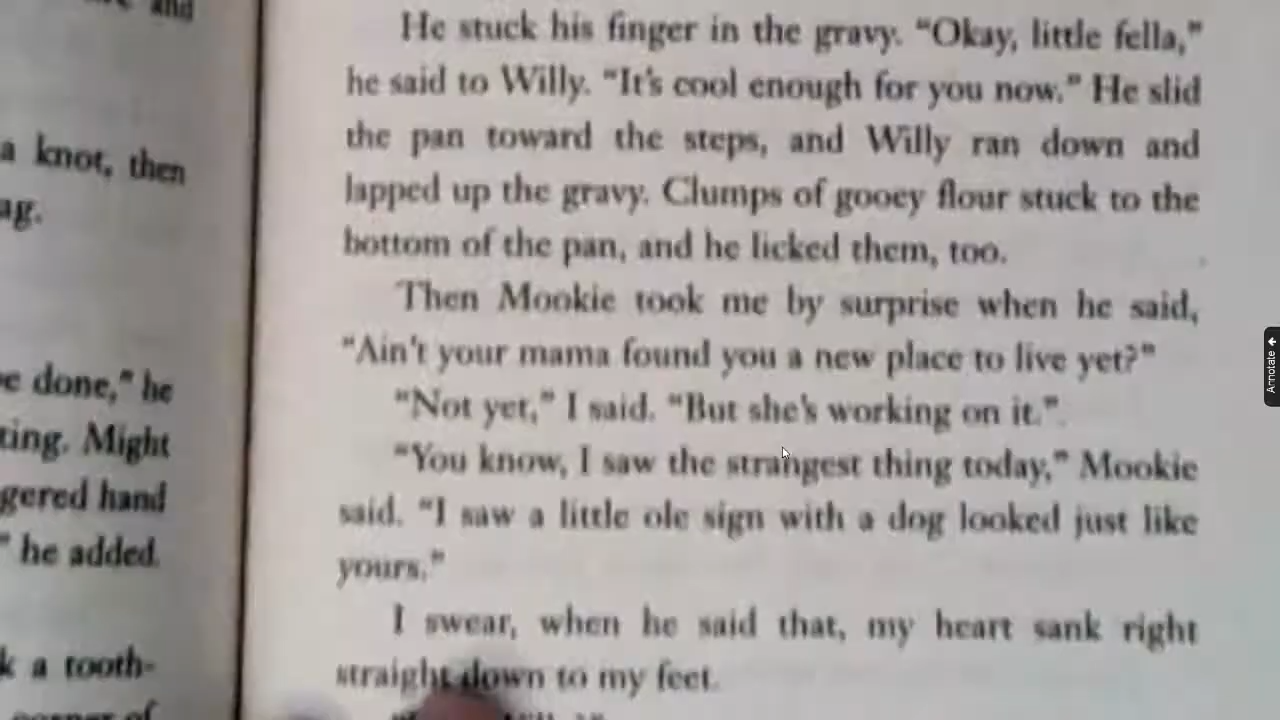 and
a knot, then
ag.
e done," he
ting. Might
gered hand
" he added.
k a tooth-
corner of
He stuck his finger in the gravy. "Okay, little fella,"
he said to Willy. "It's cool enough for you now." He slid
the pan toward the steps, and Willy ran down and
lapped up the gravy. Clumps of gooey flour stuck to the
bottom of the pan, and he licked them, too.
Then Mookie took me by surprise when he said,
"Ain't your mama found you a new place to live yet?"
"Not yet," I said. "But she's working on it."
"You know, I saw the strangest thing today," Mookie
said. "I saw a little ole sign with a dog looked just like
yours."
I swear, when he said that, my heart sank right
straight down to my feet.
Annotate